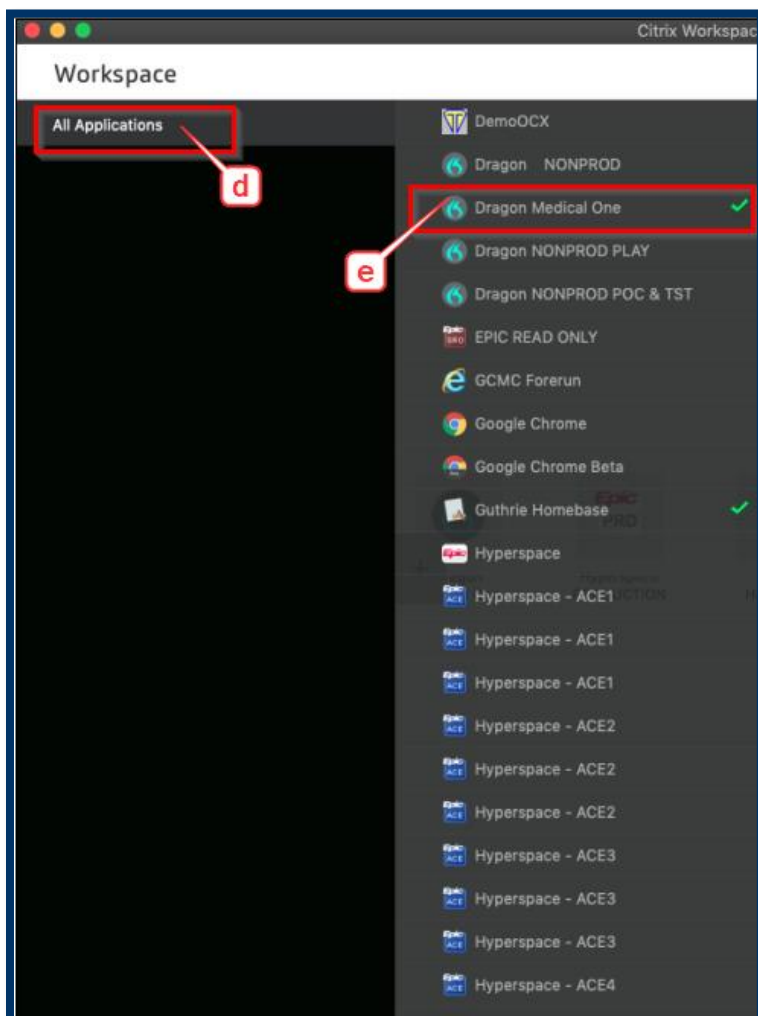 Citrix Workspac
Workspace
All Applications
d
DemoOCX
Dragon NONPROD
Dragon Medical One
e
Dragon NONPROD PLAY
Dragon NONPROD POC & TST
EPIC READ ONLY
GCMC Forerun
Google Chrome
Google Chrome Beta
Guthrie Homebase
Hyperspace
Hyperspace - ACE1
Hyperspace - ACE1
Hyperspace - ACE1
Hyperspace - ACE2
Hyperspace - ACE2
Hyperspace - ACE2
Hyperspace - ACE3
Hyperspace - ACE3
Hyperspace - ACE3
Hyperspace - ACE4